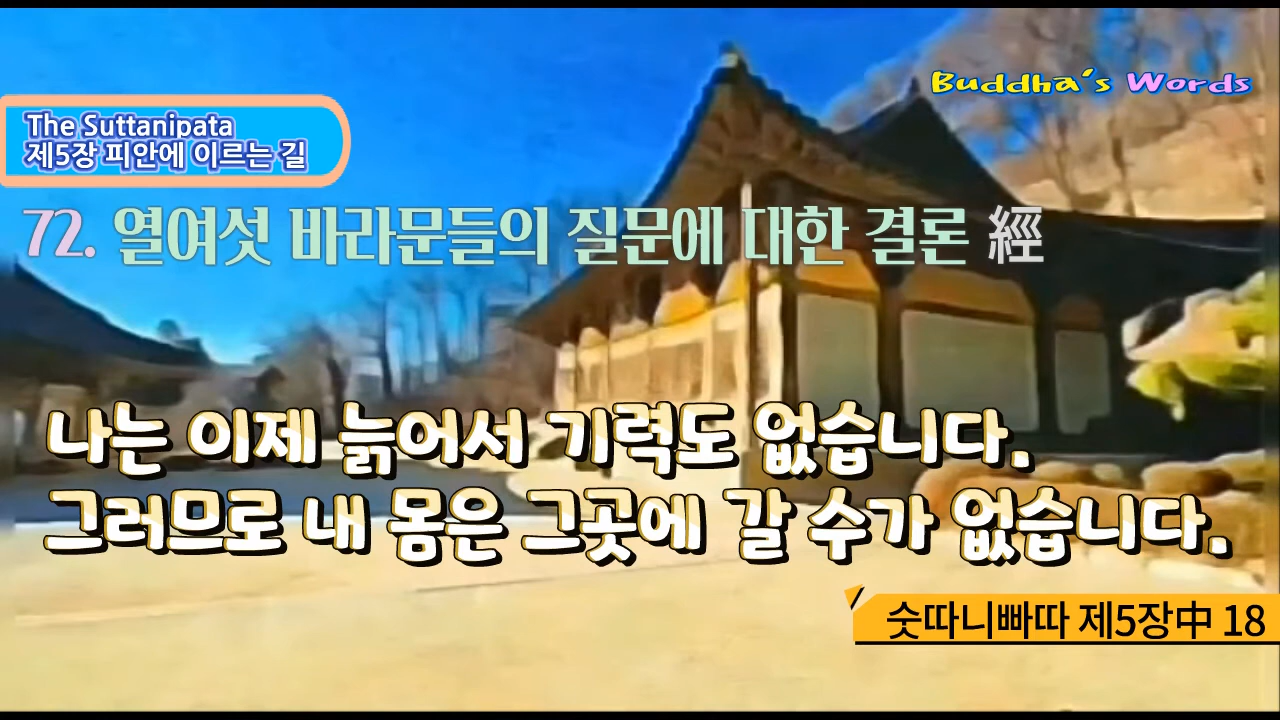 Buddha's Words
The Suttanipata
제5장 피안에 이르는 길
72. 열여섯 바라문들의 질문에 대한 결론 經
나는 이제 늙어서 기력도 없습니다.
그러므로 내 몸은 그곳에 갈 수가 없습니다.
숫따니빠따 제5장中 18